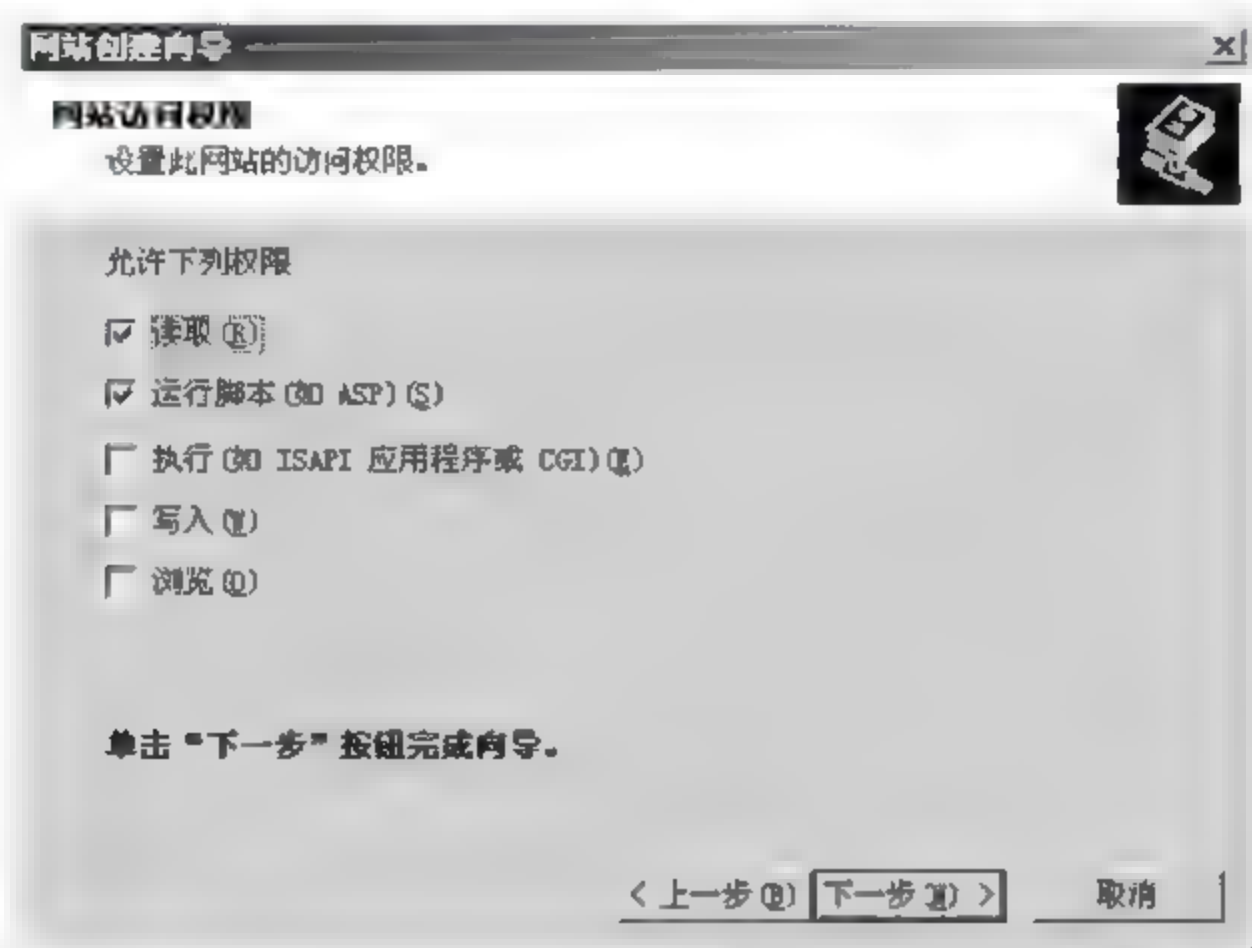 网站创建向导
网站访问权限
设置此网站的访问权限。
允许下列权限
读取(R)
运行脚本(如 ASP)(S)
执行(如 ISAPI 应用程序或 CGI)(E)
写入(W)
浏览(O)
单击“下一步”按钮完成向导。
< 上一步(B) 下一步(N) > 取消